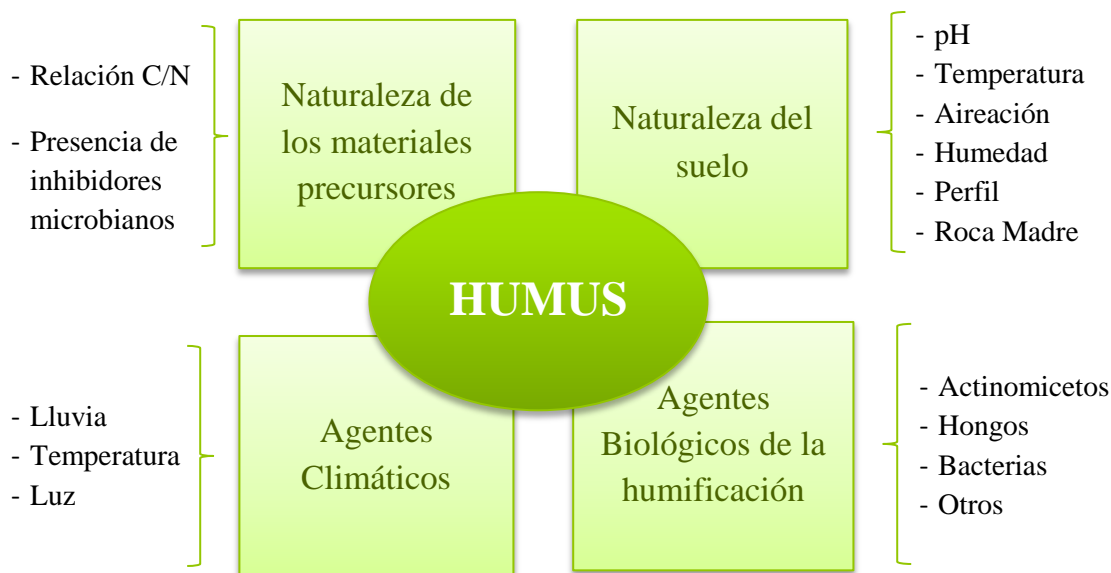 - Relación C/N
- Presencia de
inhibidores
microbianos
Naturaleza de
los materiales
precursores
Naturaleza del
suelo
- pH
- Temperatura
- Aireación
- Humedad
- Perfil
- Roca Madre
HUMUS
- Lluvia
- Temperatura
- Luz
Agentes
Climáticos
Agentes
Biológicos de la
humificación
- Actinomicetos
- Hongos
- Bacterias
- Otros